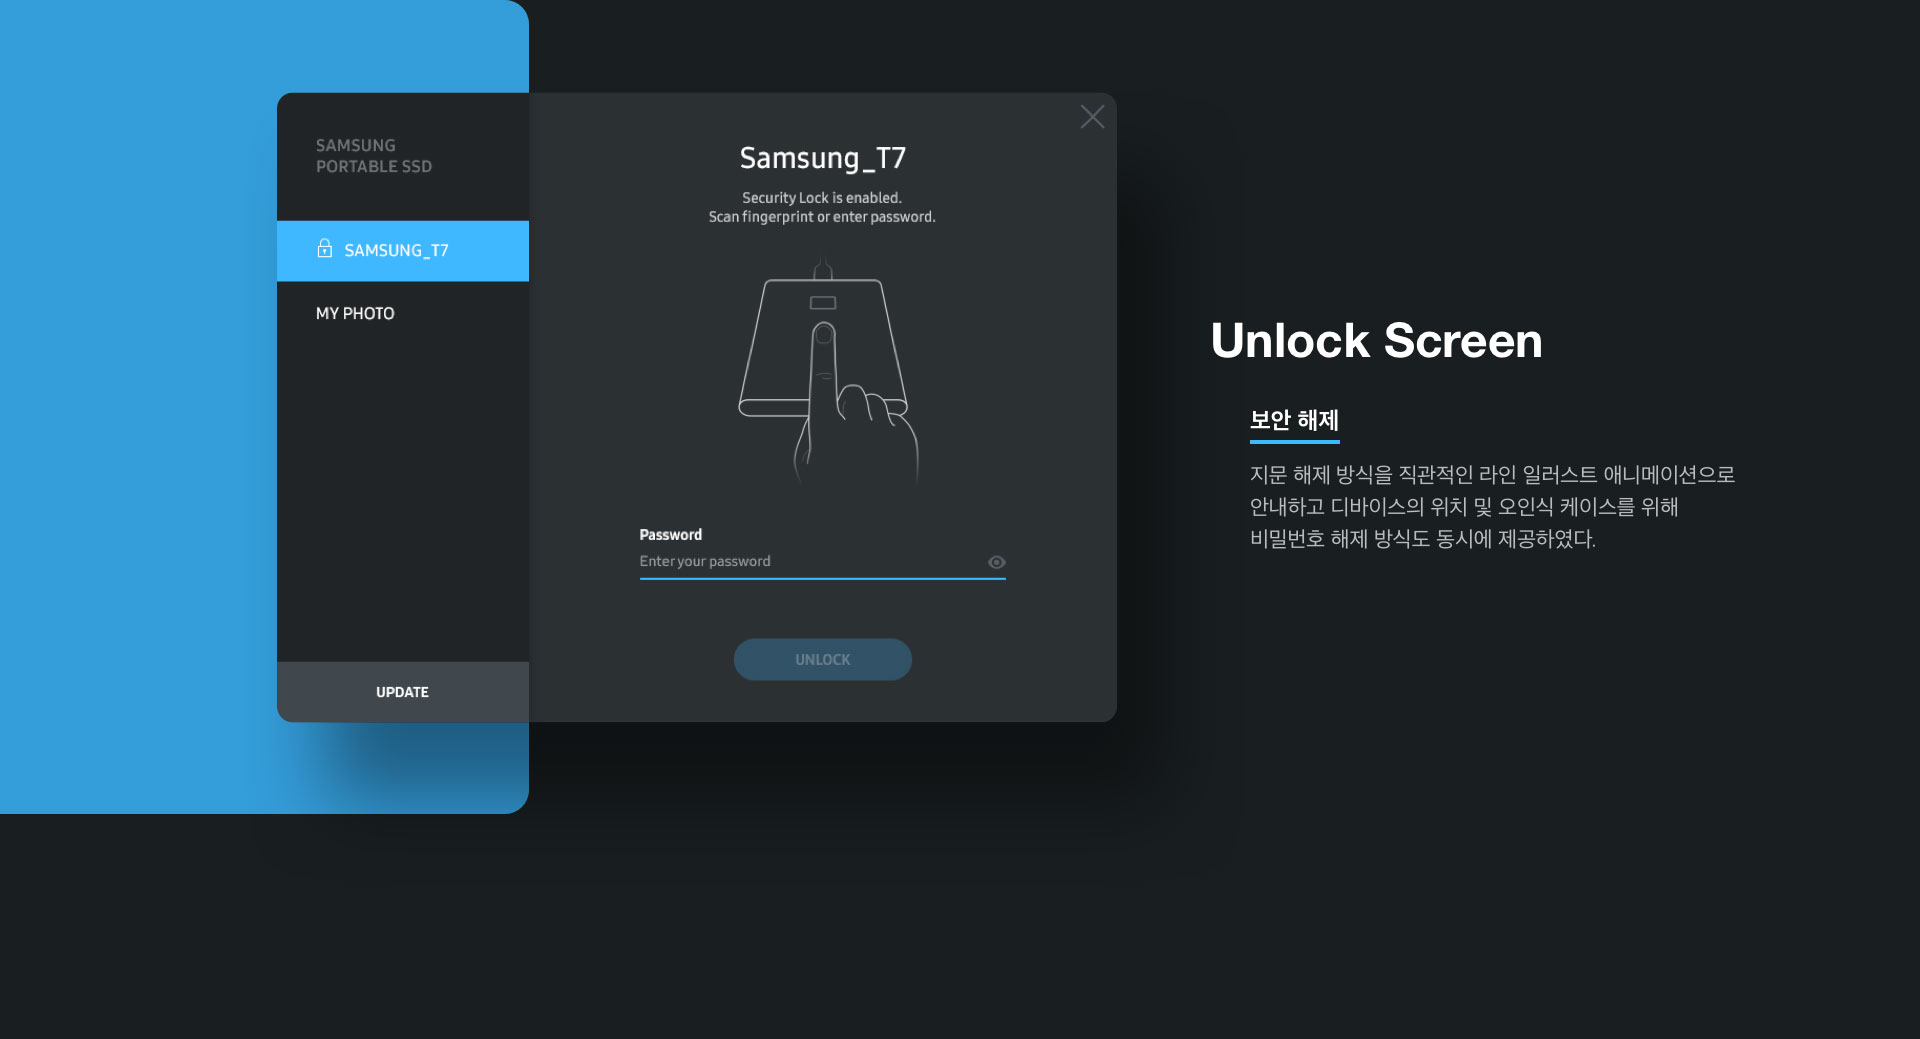 SAMSUNG
PORTABLE SSD
SAMSUNG_T7
MY PHOTO
UPDATE
Samsung_T7
Security Lock is enabled.
Scan fingerprint or enter password.
Password
Enter your password
UNLOCK
Unlock Screen
보안 해제
지문 해제 방식을 직관적인 라인 일러스트 애니메이션으로
안내하고 디바이스의 위치 및 오인식 케이스를 위해
비밀번호 해제 방식도 동시에 제공하였다.